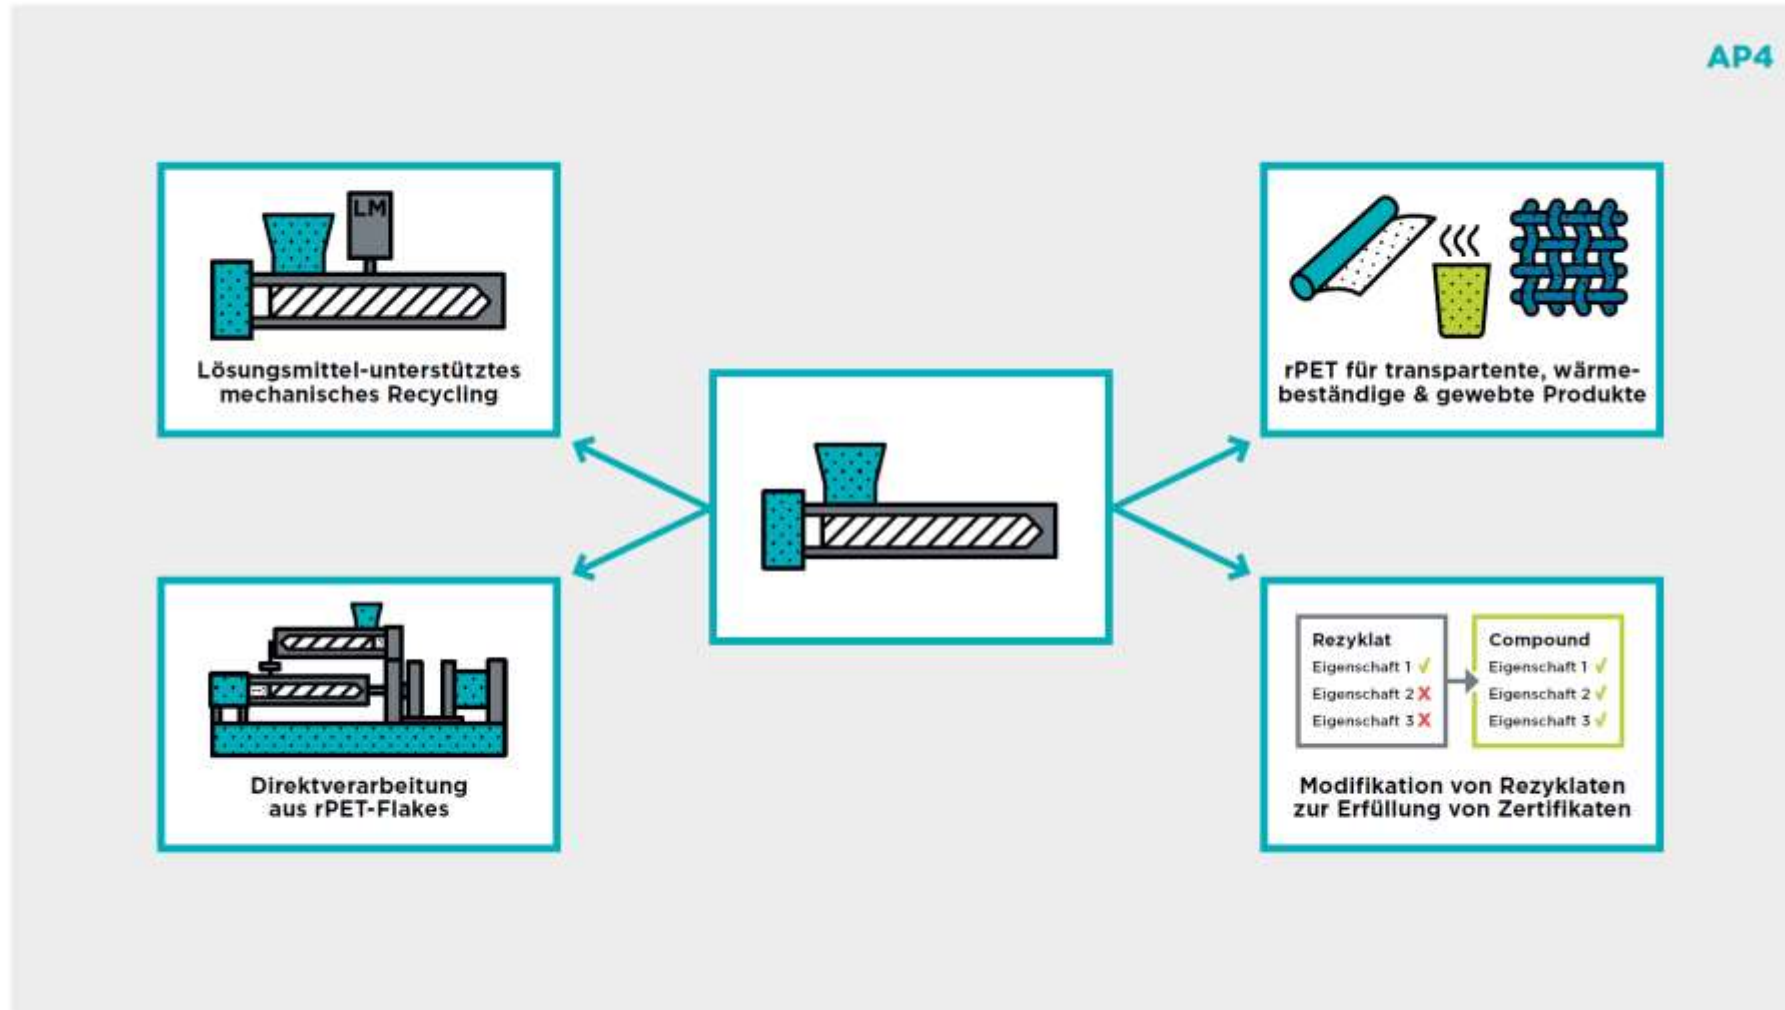 AP4
LM
Lösungsmittel-unterstütztes
mechanisches Recycling
rPET für transpartente, wärme-
beständige & gewebte Produkte
Direktverarbeitung
aus rPET-Flakes
Rezyklat
Eigenschaft 1 ✓
Eigenschaft 2 X
Eigenschaft 3 X
Compound
Eigenschaft 1 ✓
Eigenschaft 2 ✓
Eigenschaft 3 ✓
Modifikation von Rezyklaten
zur Erfüllung von Zertifikaten